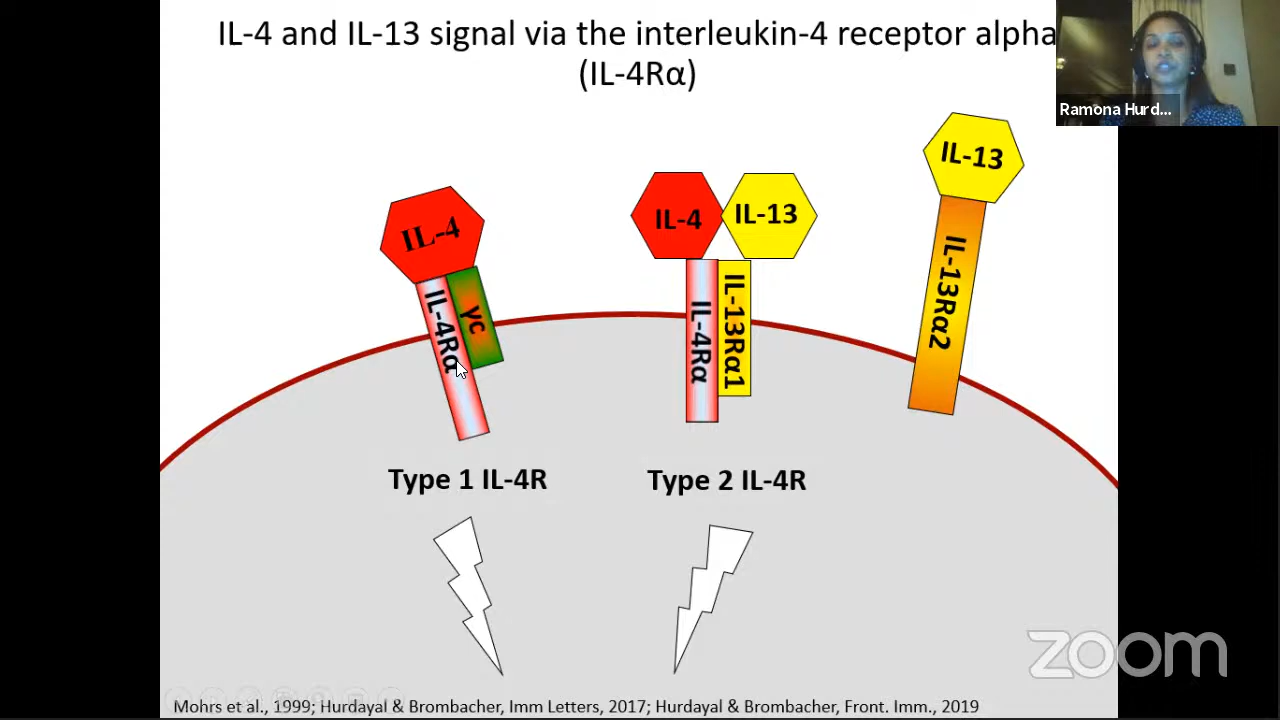 IL-4 and IL-13 signal via the interleukin-4 receptor alpha
(IL-4Rα)
Ramona Hurd...
IL-13
IL-4
IL-13
IL-4
IL-13Rα2
IL-4Rα
γc
IL-4Rα
IL-13Rα1
Type 1 IL-4R
Type 2 IL-4R
zoom
Mohrs et al., 1999; Hurdayal & Brombacher, Imm Letters, 2017; Hurdayal & Brombacher, Front. Imm., 2019